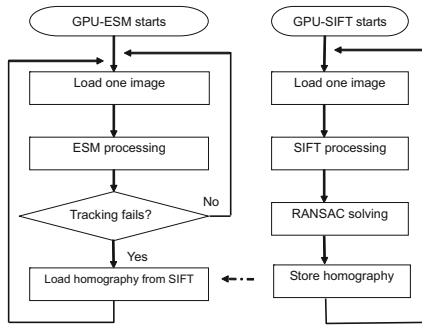 GPU-ESM starts
Load one image
ESM processing
Tracking fails?
No
Yes
Load homography from SIFT
GPU-SIFT starts
Load one image
SIFT processing
RANSAC solving
Store homography